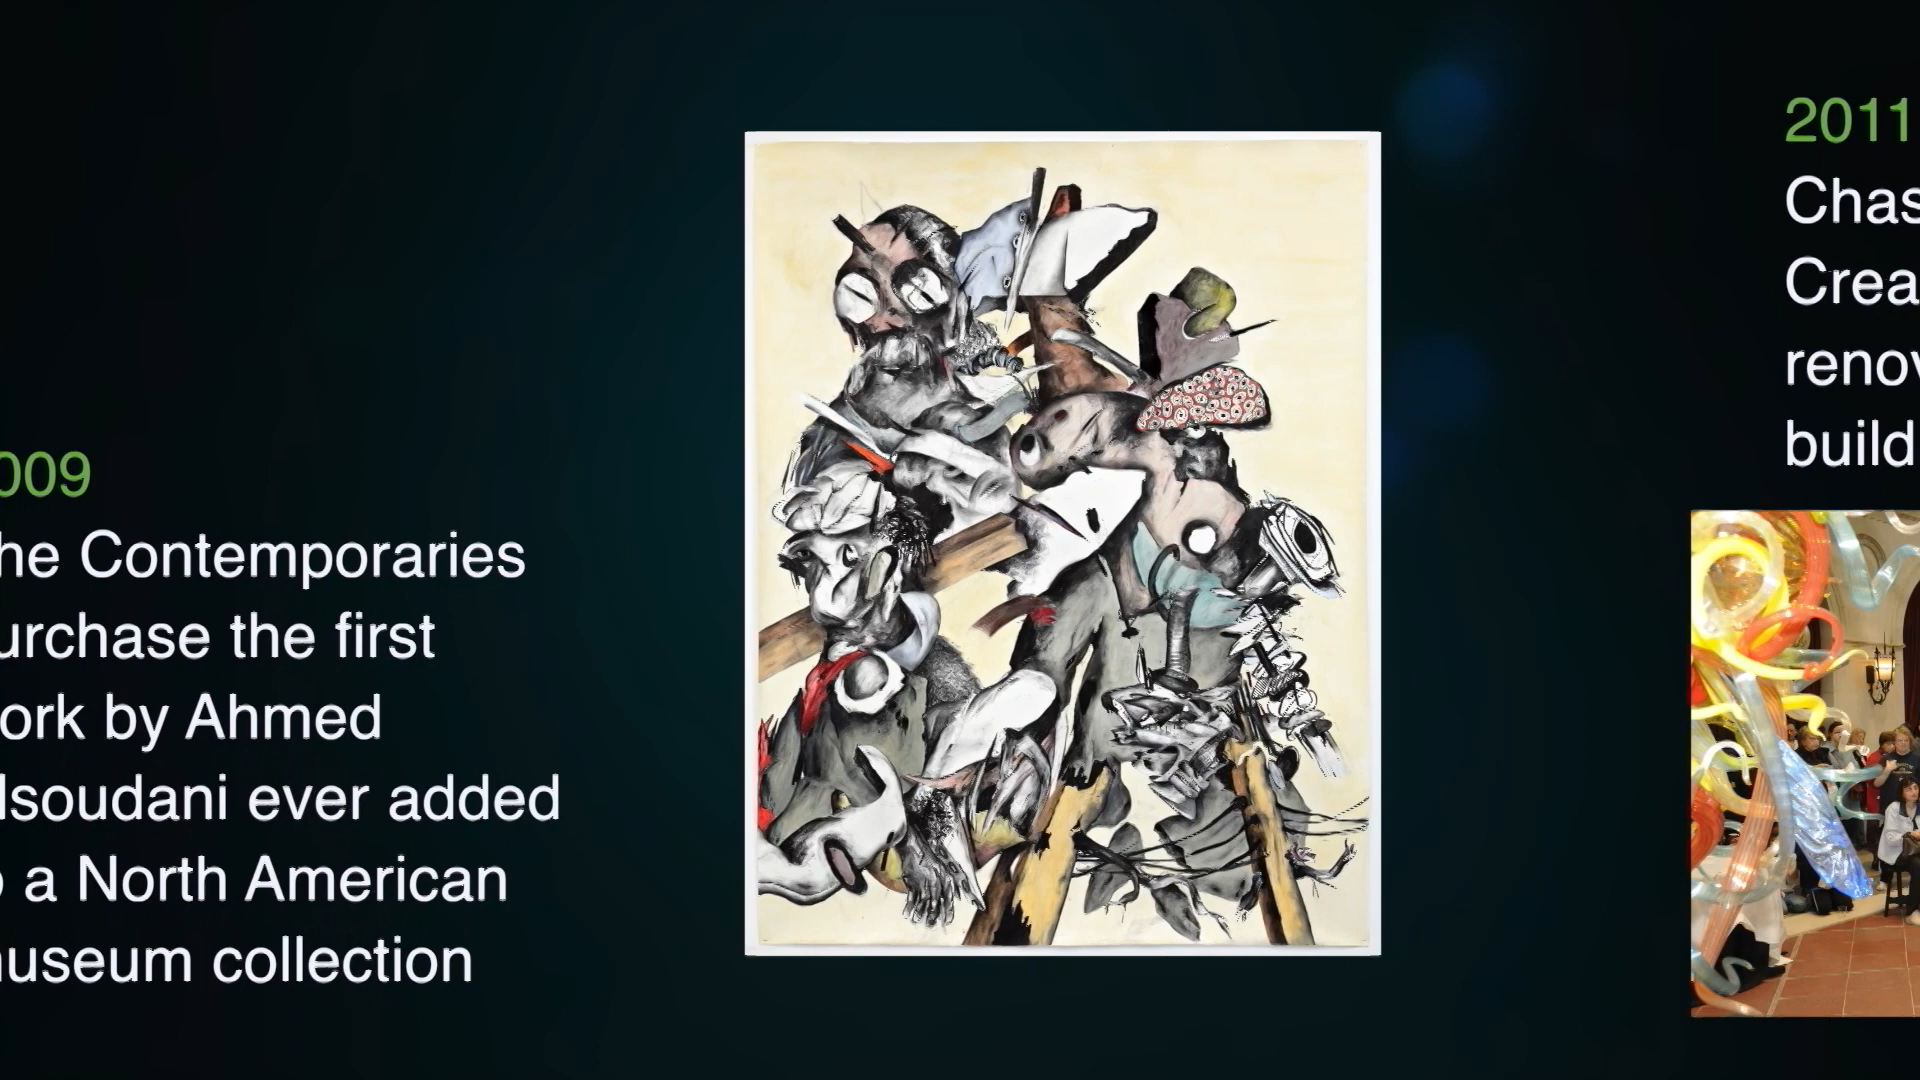 009
he Contemporaries
urchase the first
ork by Ahmed
lsoudani ever added
o a North American
useum collection
2011
Chas
Crea
renov
build